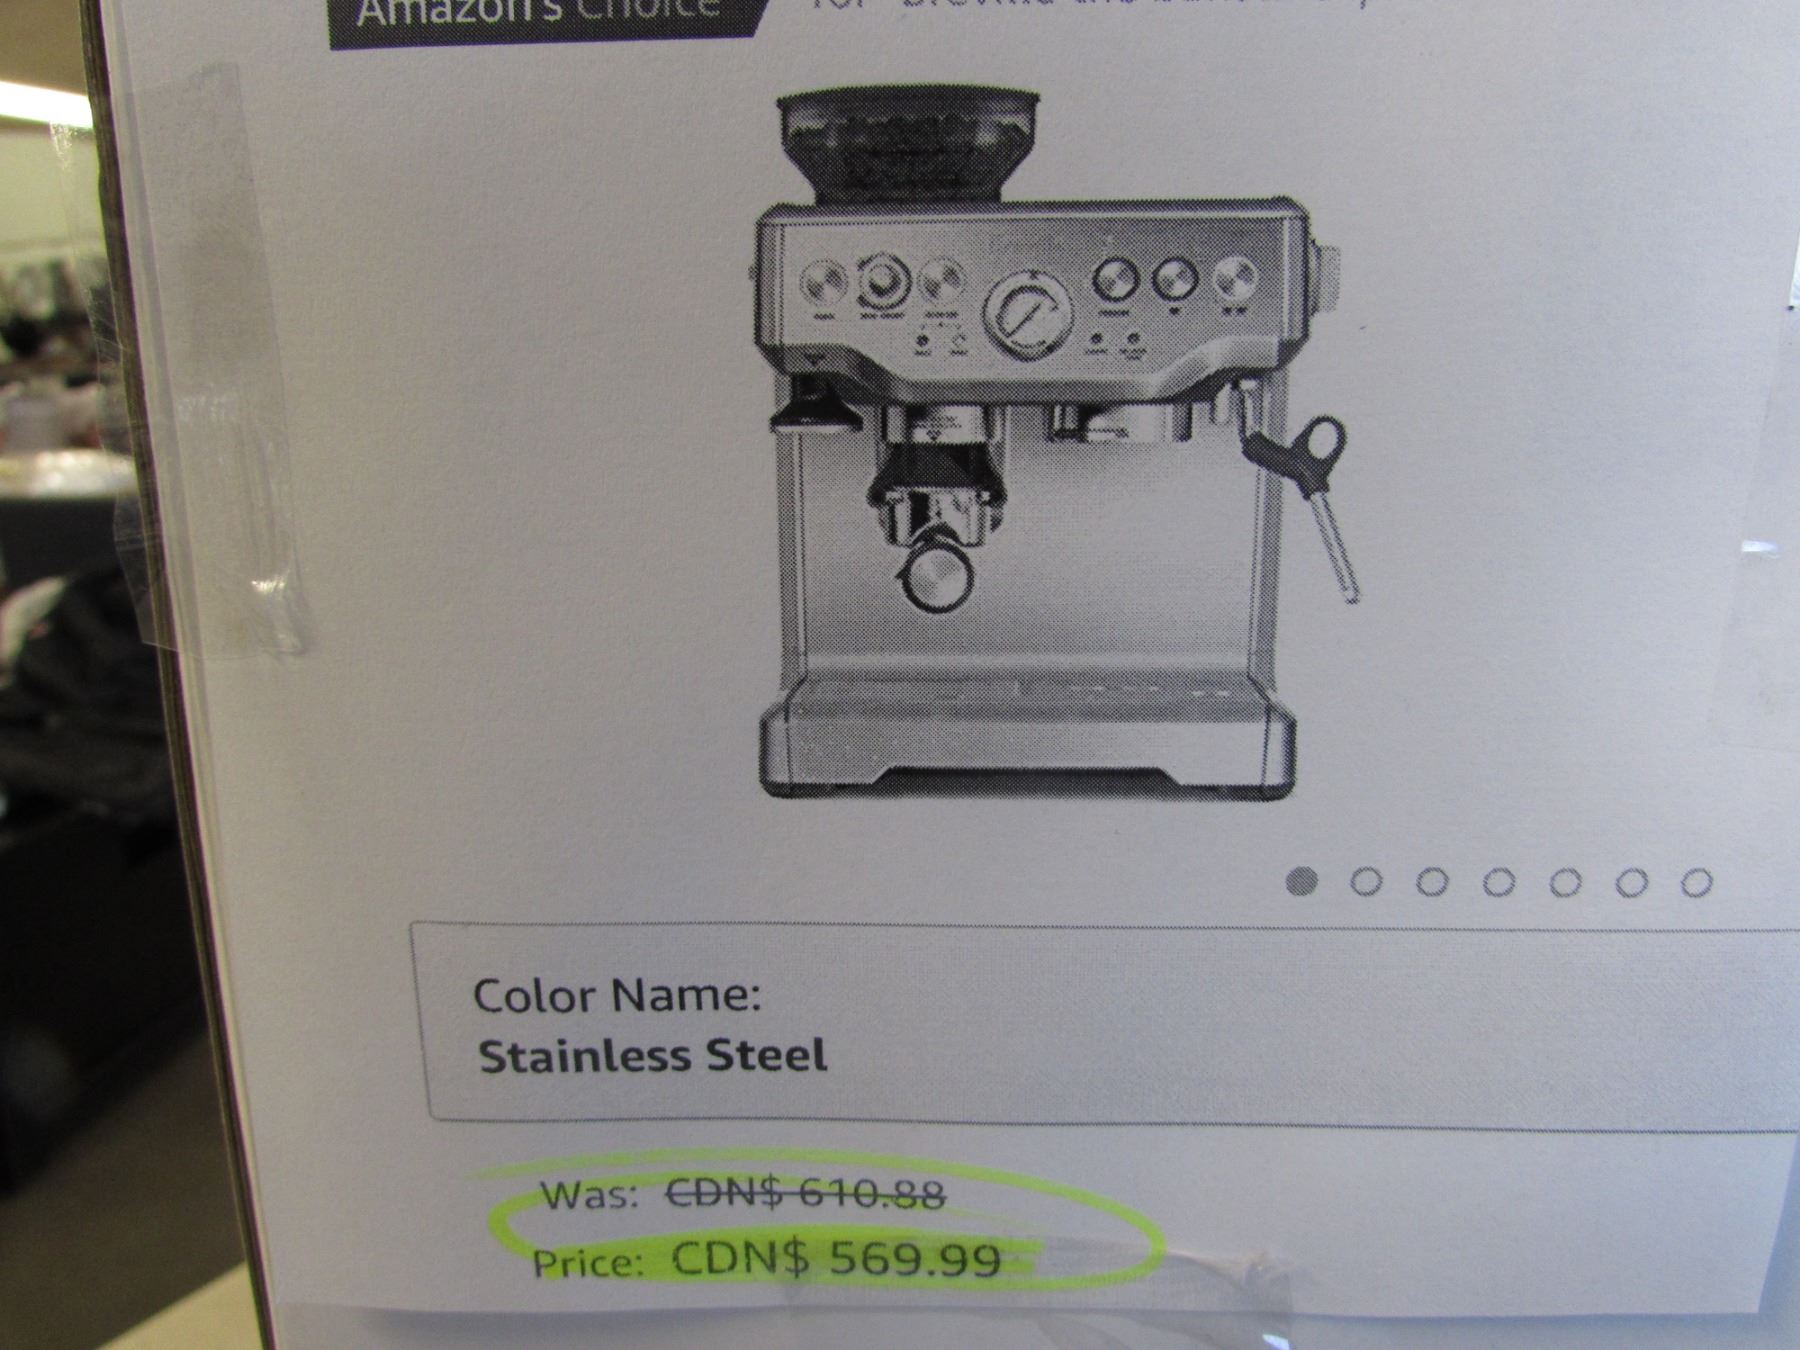 Amazon's Choice
Color Name:
Stainless Steel
Was: CDN$ 610.88
Price: CDN$ 569.99